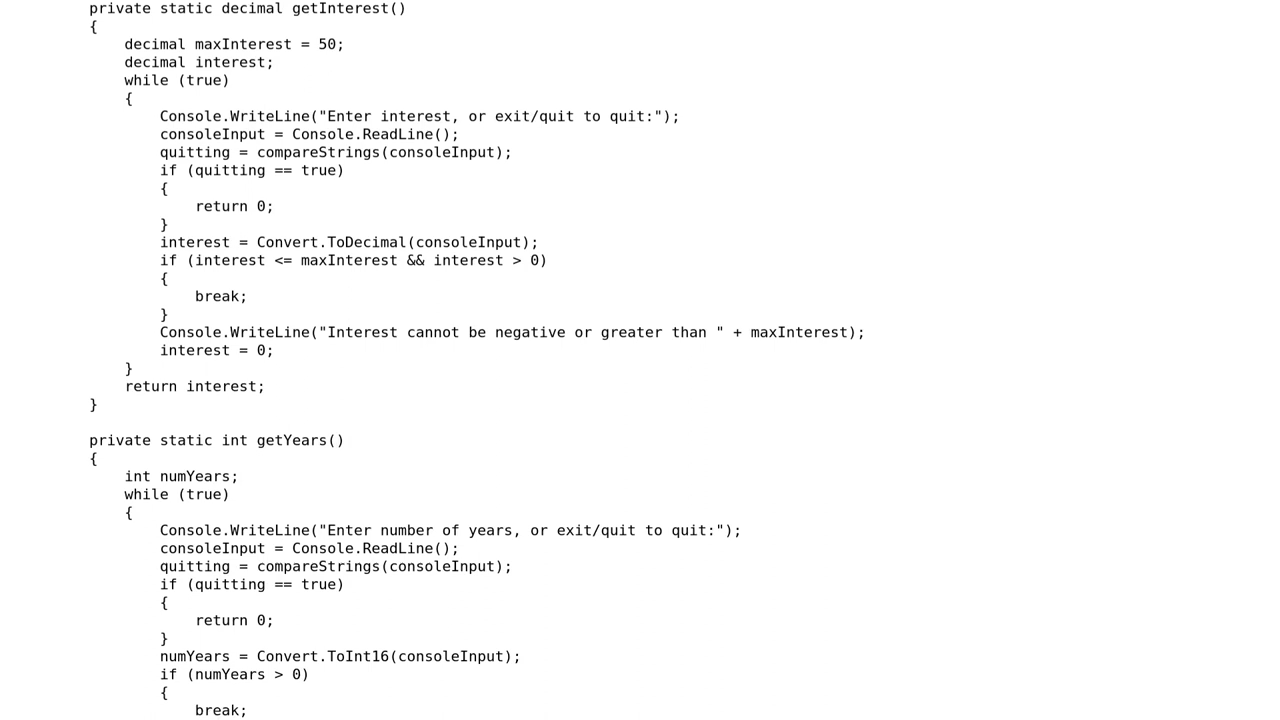 private static decimal getInterest()
{
    decimal maxInterest = 50;
    decimal interest;
    while (true)
    {
        Console.WriteLine("Enter interest, or exit/quit to quit:");
        consoleInput = Console.ReadLine();
        quitting = compareStrings(consoleInput);
        if (quitting == true)
        {
            return 0;
        }
        interest = Convert.ToDecimal(consoleInput);
        if (interest <= maxInterest && interest > 0)
        {
            break;
        }
        Console.WriteLine("Interest cannot be negative or greater than " + maxInterest);
        interest = 0;
    }
    return interest;
}

private static int getYears()
{
    int numYears;
    while (true)
    {
        Console.WriteLine("Enter number of years, or exit/quit to quit:");
        consoleInput = Console.ReadLine();
        quitting = compareStrings(consoleInput);
        if (quitting == true)
        {
            return 0;
        }
        numYears = Convert.ToInt16(consoleInput);
        if (numYears > 0)
        {
            break;